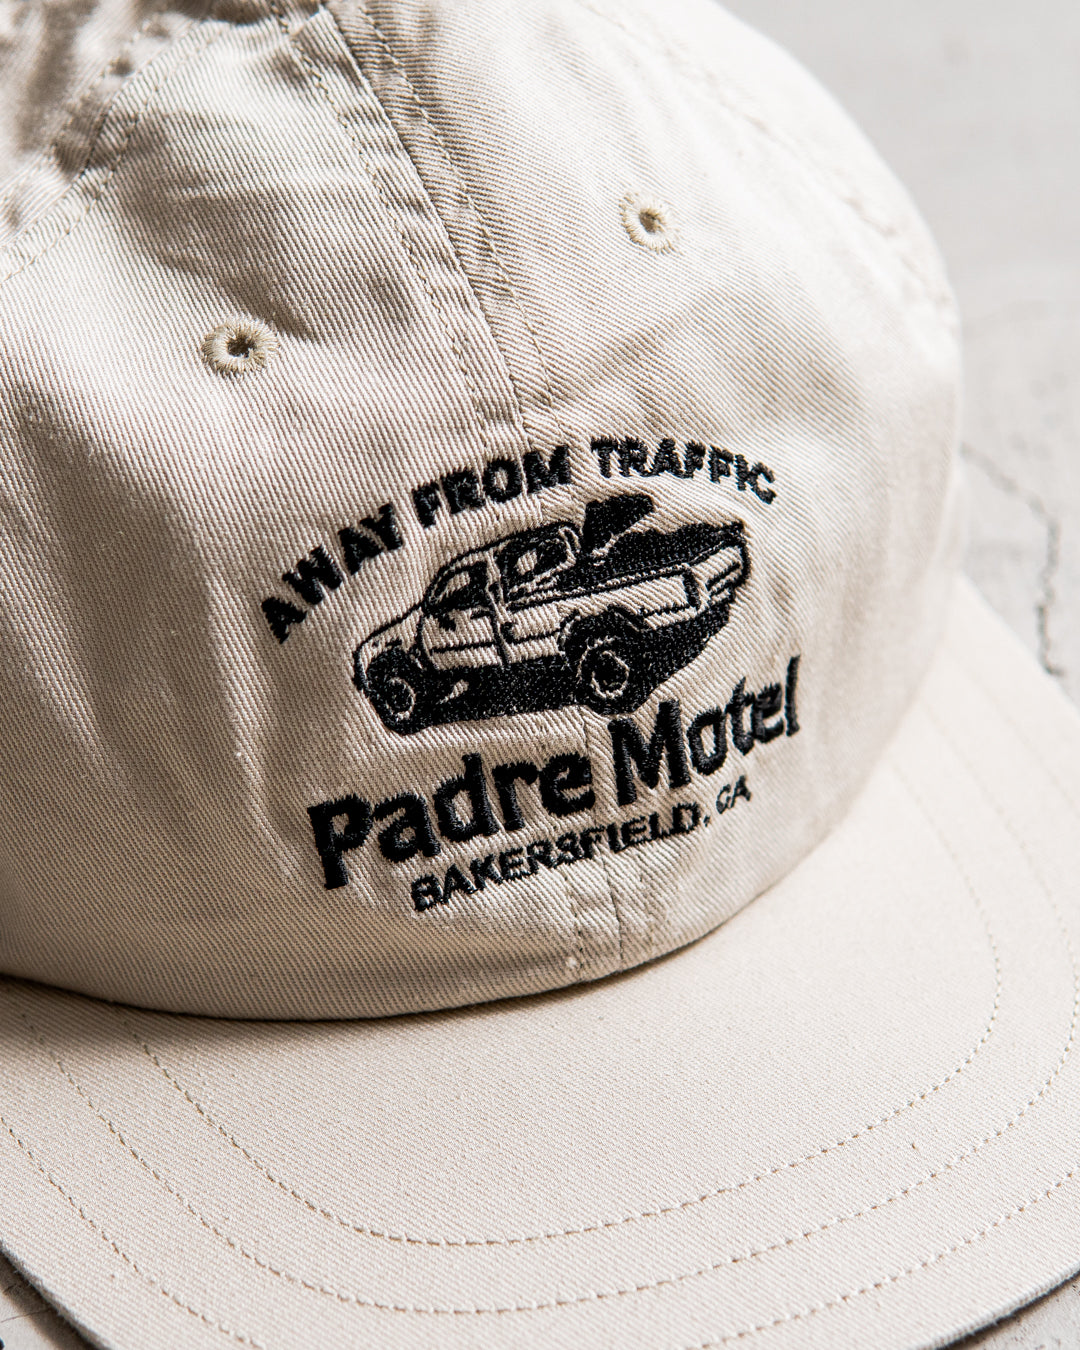 AWAY FROM TRAFFIC
Padre Motel
BAKERSFIELD, CA